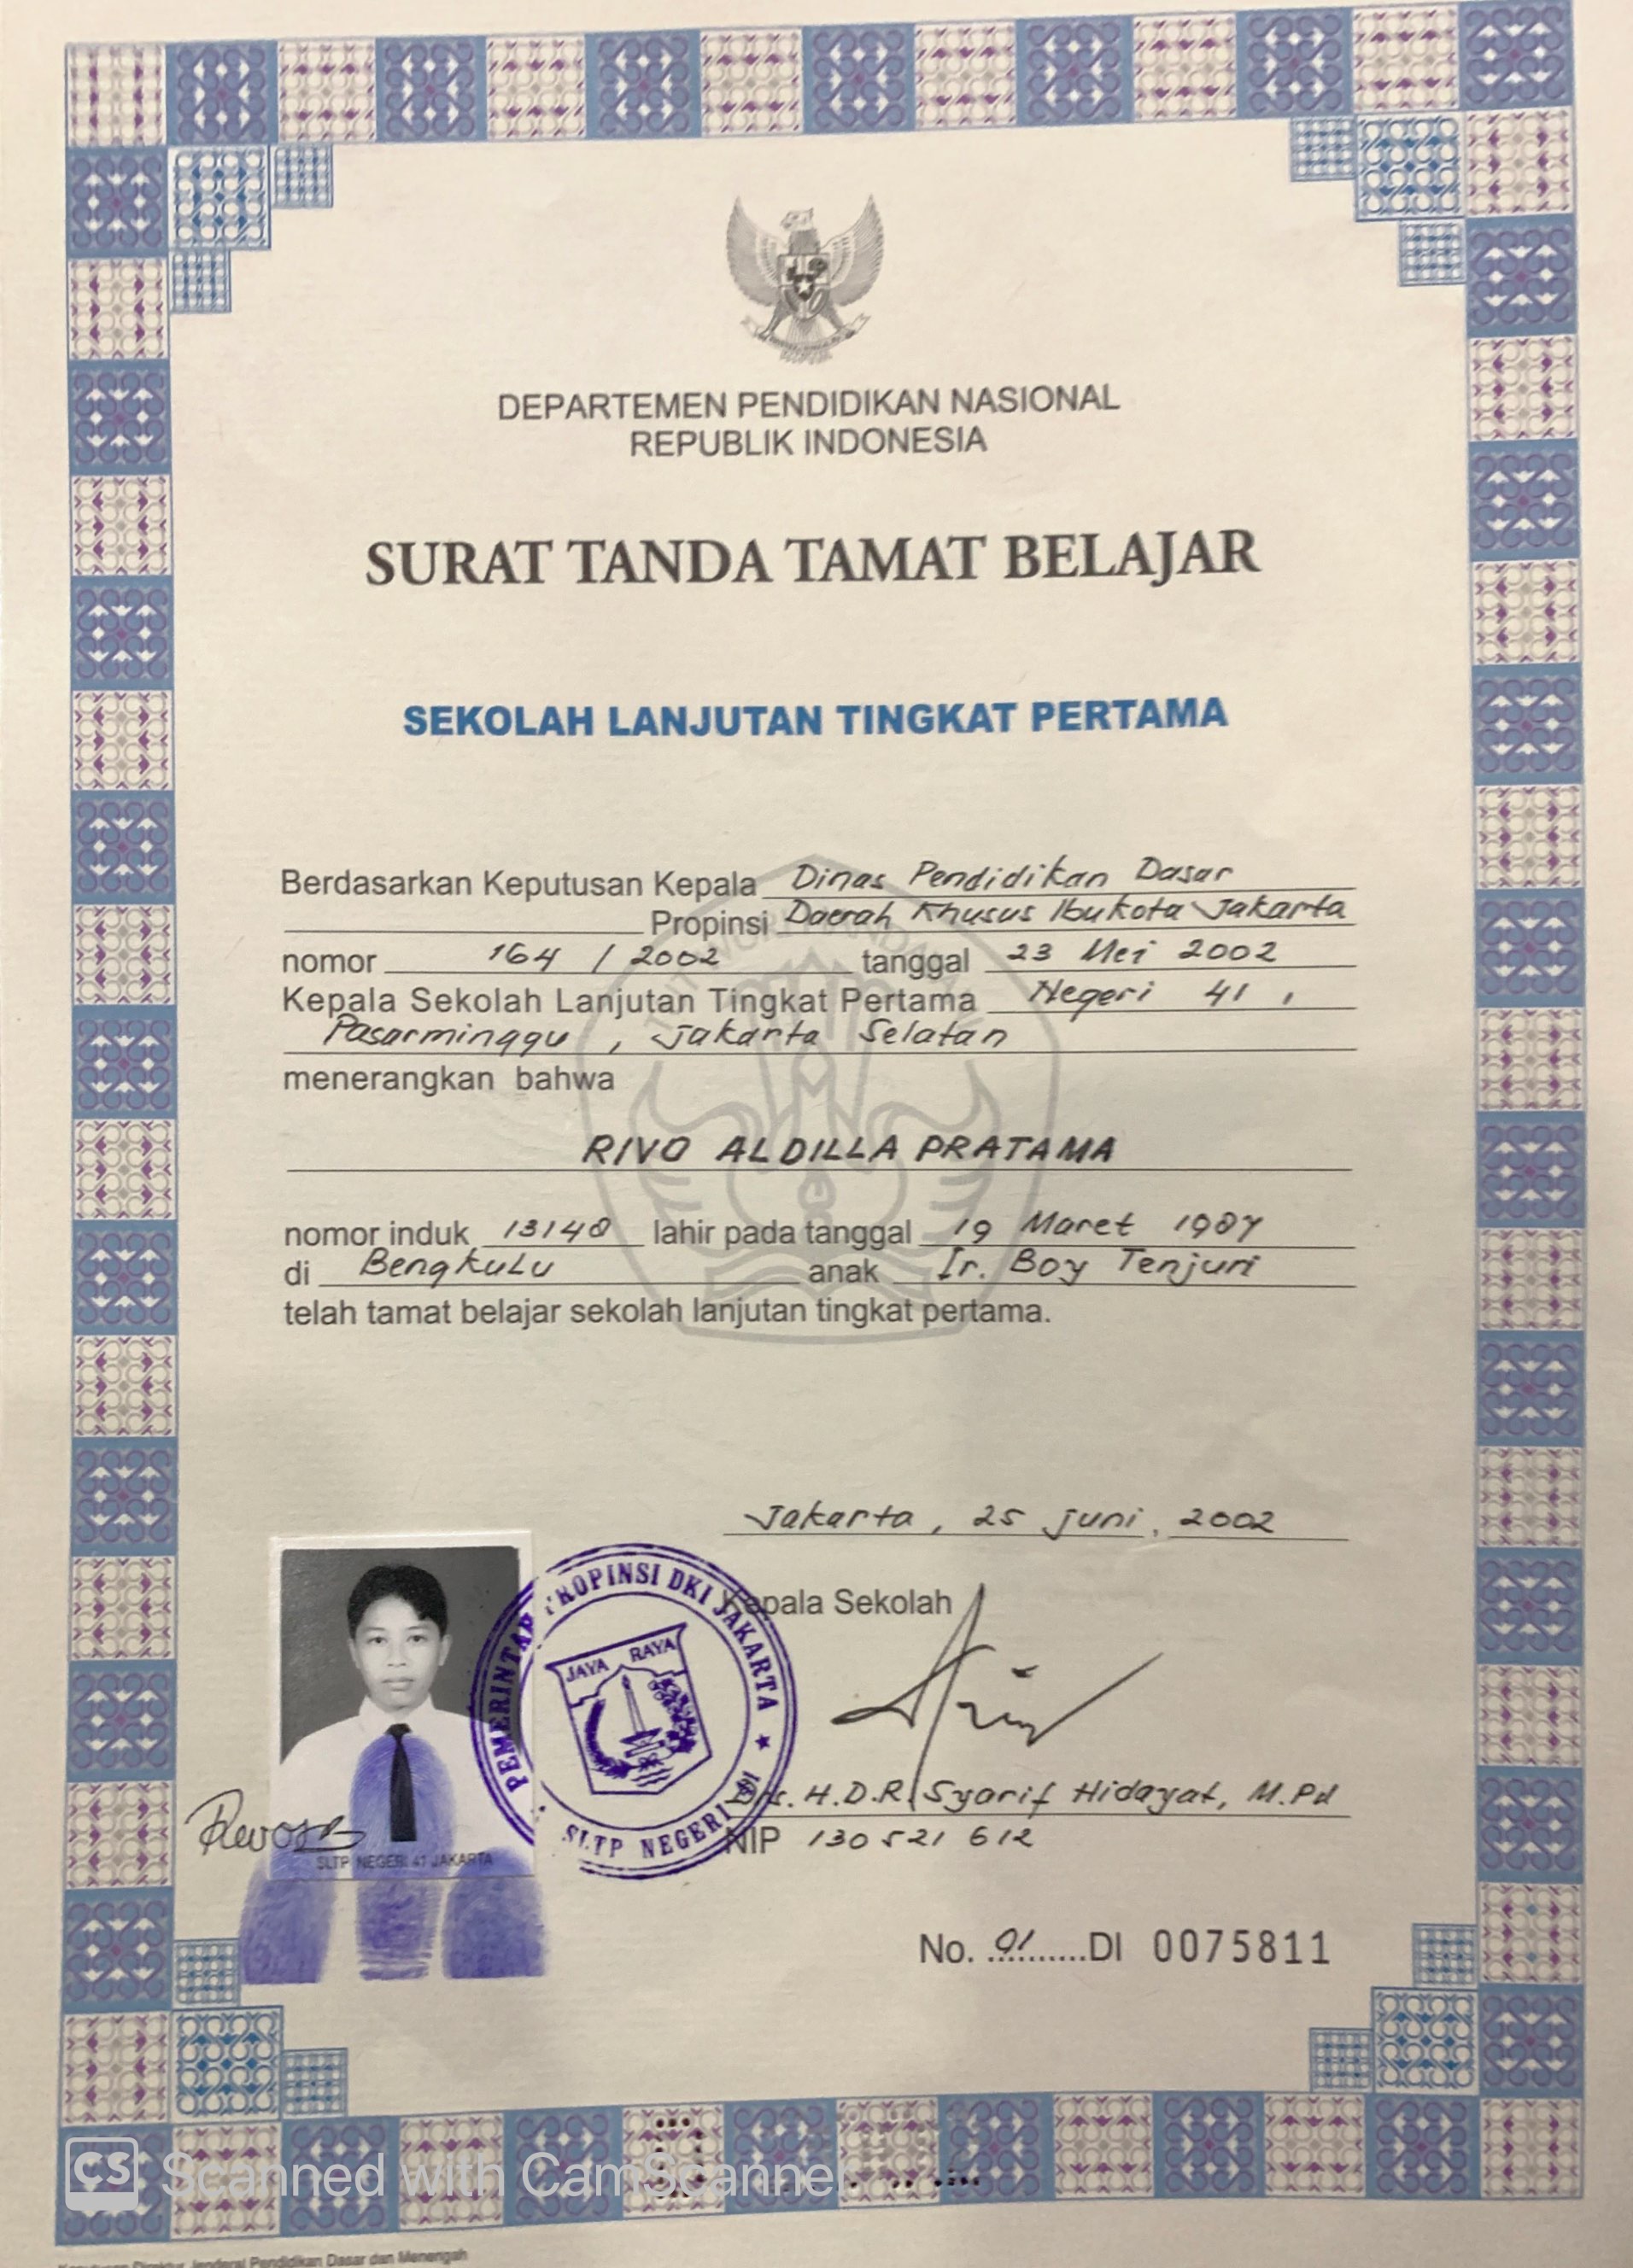 DEPARTEMEN PENDIDIKAN NASIONAL
REPUBLIK INDONESIA
SURAT TANDA TAMAT BELAJAR
SEKOLAH LANJUTAN TINGKAT PERTAMA
Berdasarkan Keputusan Kepala Dinas Pendidikan Dasar
Propinsi Daerah Khusus Ibukota Jakarta
nomor 164 / 2002 tanggal 23 Mei 2002
Kepala Sekolah Lanjutan Tingkat Pertama Negeri 41,
Pasarminggu, Jakarta Selatan
menerangkan bahwa
RIVO ALDILLA PRATAMA
nomor induk 13148 lahir pada tanggal 19 Maret 1987
di Bengkulu anak Ir. Boy Tenjuri
telah tamat belajar sekolah lanjutan tingkat pertama.
Jakarta, 25 juni, 2002
Kepala Sekolah
PEMERINTAH PROPINSI DKI JAKARTA
JAYA RAYA
SLTP NEGERI
Drs. H.D.R. Syarif Hidayat, M.Pd
NIP 130 521 612
SLTP NEGERI 41 JAKARTA
No. 01 DI 0075811
CS Scanned with CamScanner
Keputusan Direktur Jenderal Pendidikan Dasar dan Menengah